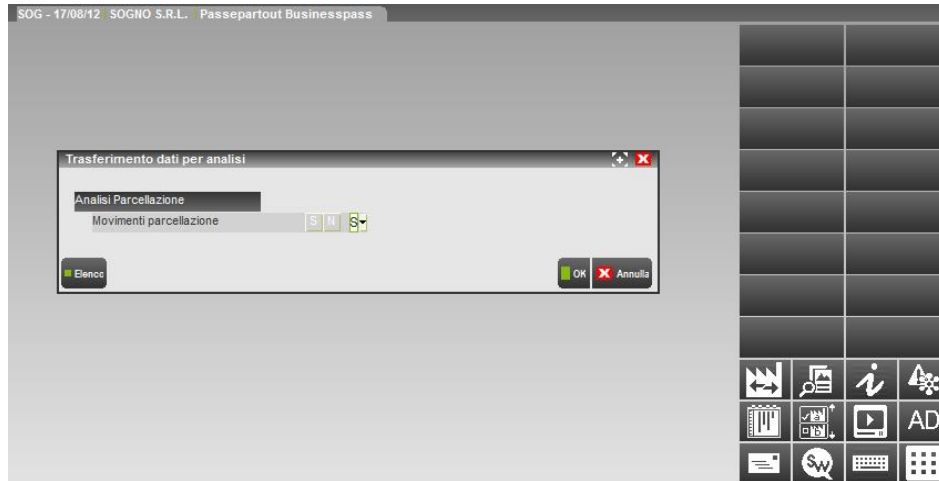 SOG - 17/08/12 SOGNO S.R.L. Passepartout Businesspass
Trasferimento dati per analisi
Analisi Parcellazione
Movimenti parcellazione S N S
Elenco OK Annulla
AD
SW